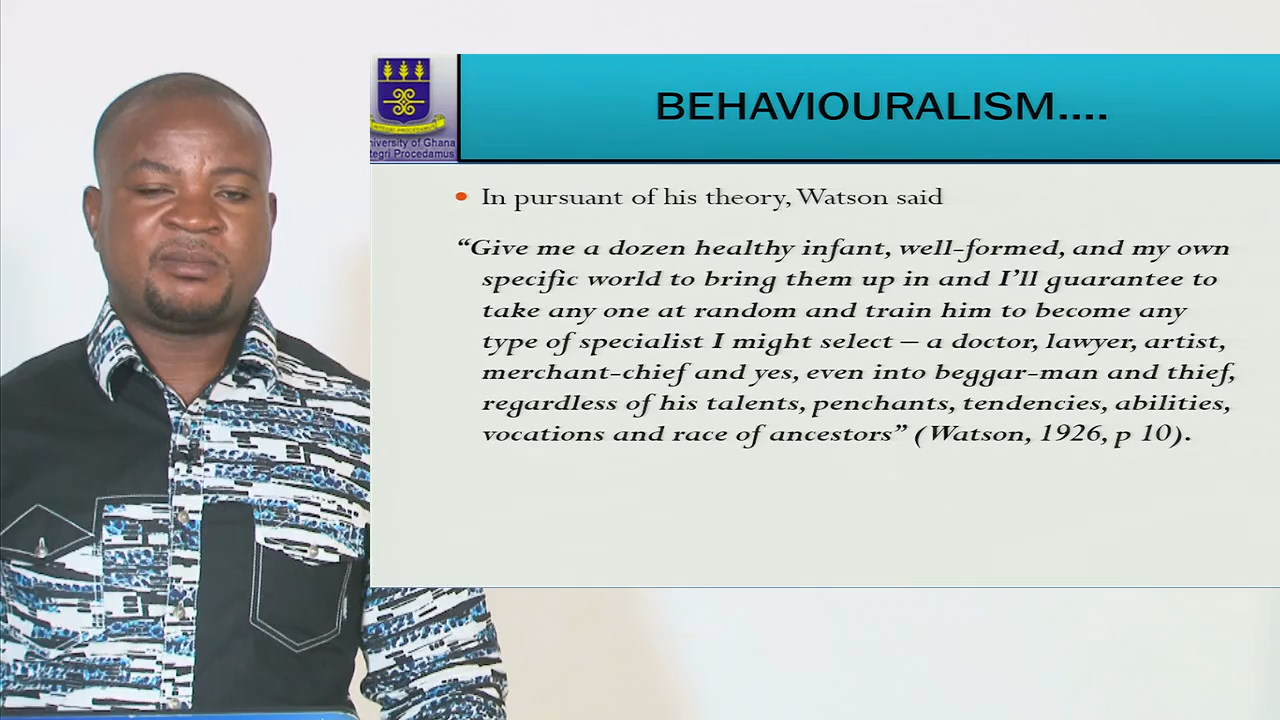 BEHAVIOURALISM....
INTEGRI PROCEDAMUS
niversity of Ghana
tegri Procedamus
• In pursuant of his theory, Watson said
“Give me a dozen healthy infant, well-formed, and my own
specific world to bring them up in and I’ll guarantee to
take any one at random and train him to become any
type of specialist I might select – a doctor, lawyer, artist,
merchant-chief and yes, even into beggar-man and thief,
regardless of his talents, penchants, tendencies, abilities,
vocations and race of ancestors” (Watson, 1926, p 10).